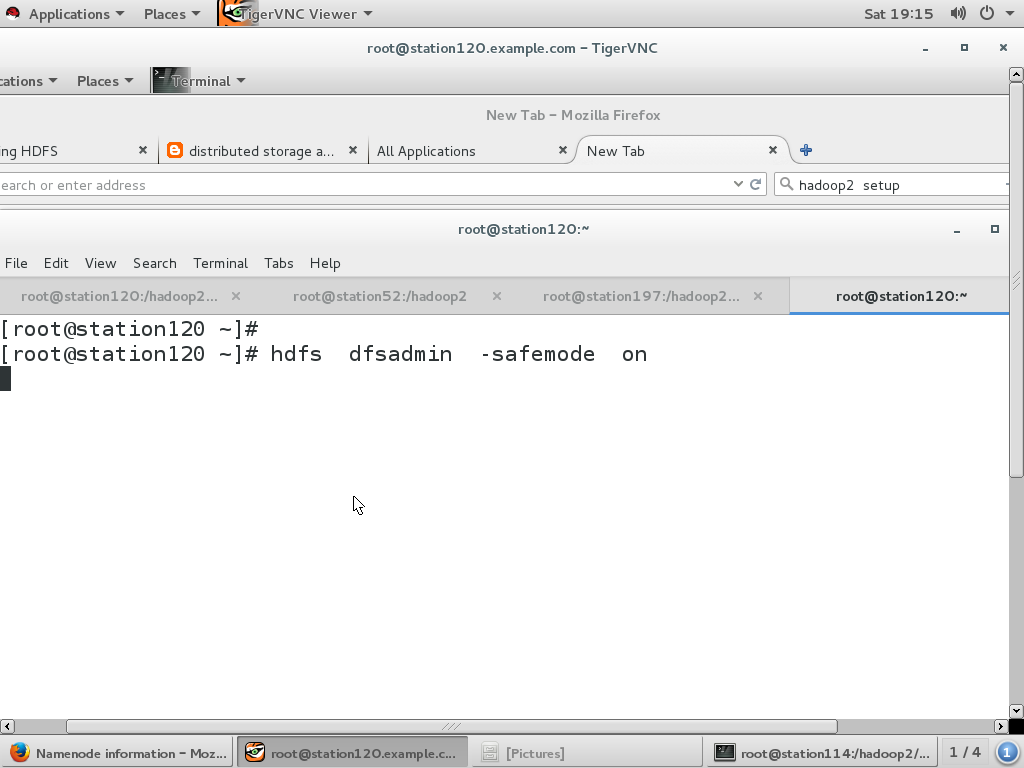 Applications Places TigerVNC Viewer Sat 19:15
root@station120.example.com – TigerVNC
cations Places Terminal
New Tab – Mozilla Firefox
ng HDFS distributed storage a... All Applications New Tab
earch or enter address hadoop2 setup
root@station120:~
File Edit View Search Terminal Tabs Help
root@station120:/hadoop2... root@station52:/hadoop2 root@station197:/hadoop2... root@station120:~
[root@station120 ~]#
[root@station120 ~]# hdfs dfsadmin -safemode on
Namenode information – Moz... root@station120.example.c... [Pictures] root@station114:/hadoop2/... 1 / 4 1